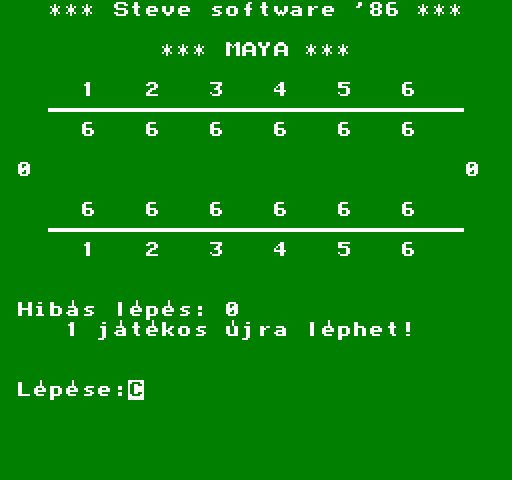 *** Steve software '86 ***
*** MAYA ***
1 2 3 4 5 6
6 6 6 6 6 6
0 0
6 6 6 6 6 6
1 2 3 4 5 6
Hibás lépés: 0
1 játékos újra léphet!
Lépése:C